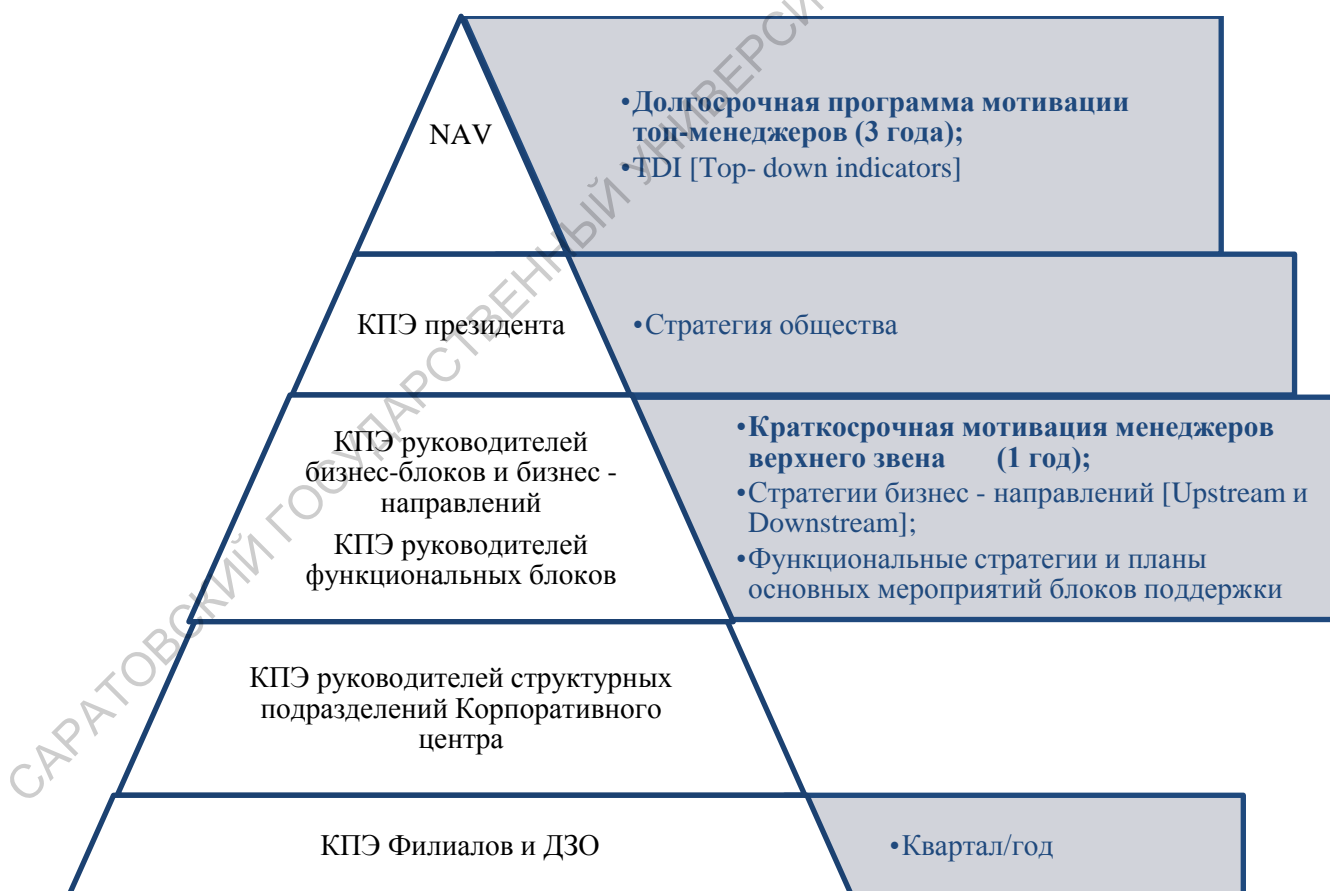 NAV
•Долгосрочная программа мотивации
топ-менеджеров (3 года);
•TDI [Top- down indicators]
КПЭ президента
•Стратегия общества
КПЭ руководителей
бизнес-блоков и бизнес -
направлений
КПЭ руководителей
функциональных блоков
•Краткосрочная мотивация менеджеров
верхнего звена (1 год);
•Стратегии бизнес - направлений [Upstream и
Downstream];
•Функциональные стратегии и планы
основных мероприятий блоков поддержки
КПЭ руководителей структурных
подразделений Корпоративного
центра
КПЭ Филиалов и ДЗО
•Квартал/год
САРАТОВСКИЙ ГОСУДАРСТВЕННЫЙ